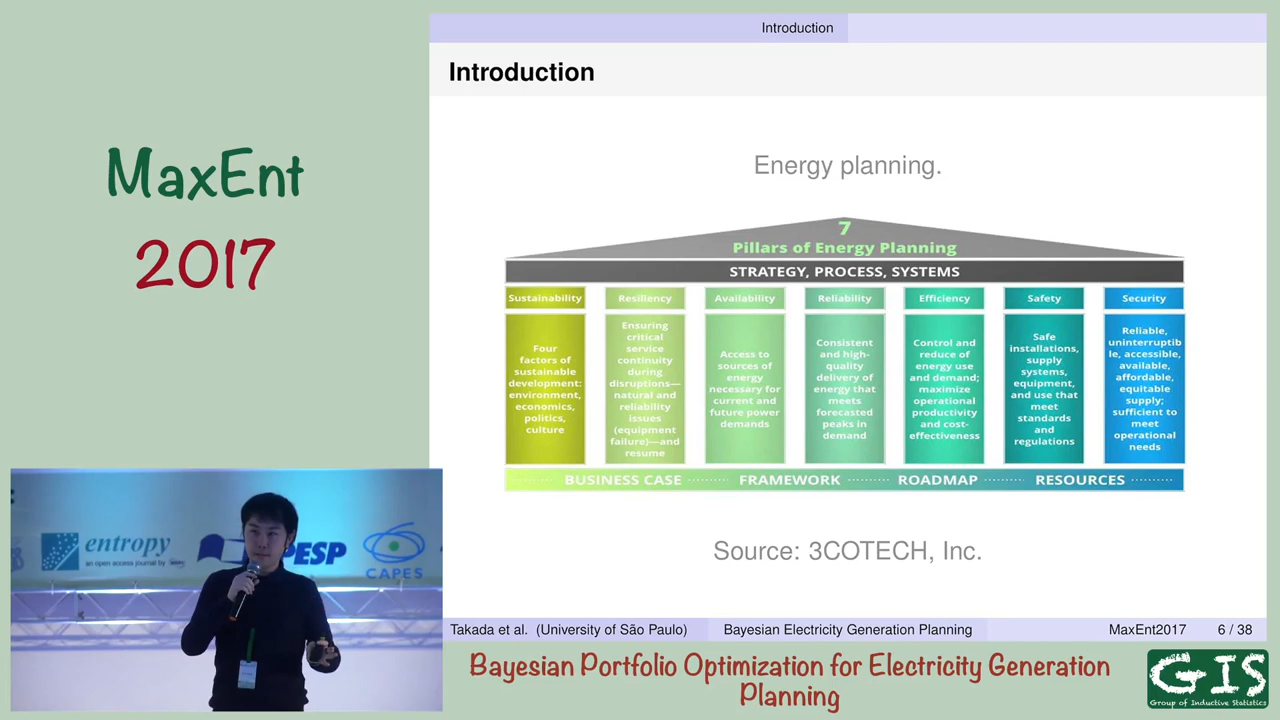 MaxEnt
2017
Introduction
Introduction
Energy planning.
7
Pillars of Energy Planning
STRATEGY, PROCESS, SYSTEMS
Sustainability
Four
factors of
sustainable
development:
environment,
economics,
politics,
culture
Resiliency
Ensuring
critical
service
continuity
during
disruptions—
natural and
reliability
issues
(equipment
failure)—and
resume
Availability
Access to
sources of
energy
necessary for
current and
future power
demands
Reliability
Consistent
and high-
quality
delivery of
energy that
meets
forecasted
peaks in
demand
Efficiency
Control and
reduce of
energy use
and demand;
maximize
operational
productivity
and cost-
effectiveness
Safety
Safe
installations,
supply
systems,
equipment,
and use that
meet
standards
and
regulations
Security
Reliable,
uninterruptib
le, accessible,
available,
affordable,
equitable
supply;
sufficient to
meet
operational
needs
BUSINESS CASE ........ FRAMEWORK ........ ROADMAP ........ RESOURCES
Source: 3COTECH, Inc.
entropy
an open access journal by
PESP
CAPES
Takada et al. (University of São Paulo) Bayesian Electricity Generation Planning MaxEnt2017 6 / 38
Bayesian Portfolio Optimization for Electricity Generation
Planning
GIS
Group of Inductive Statistics